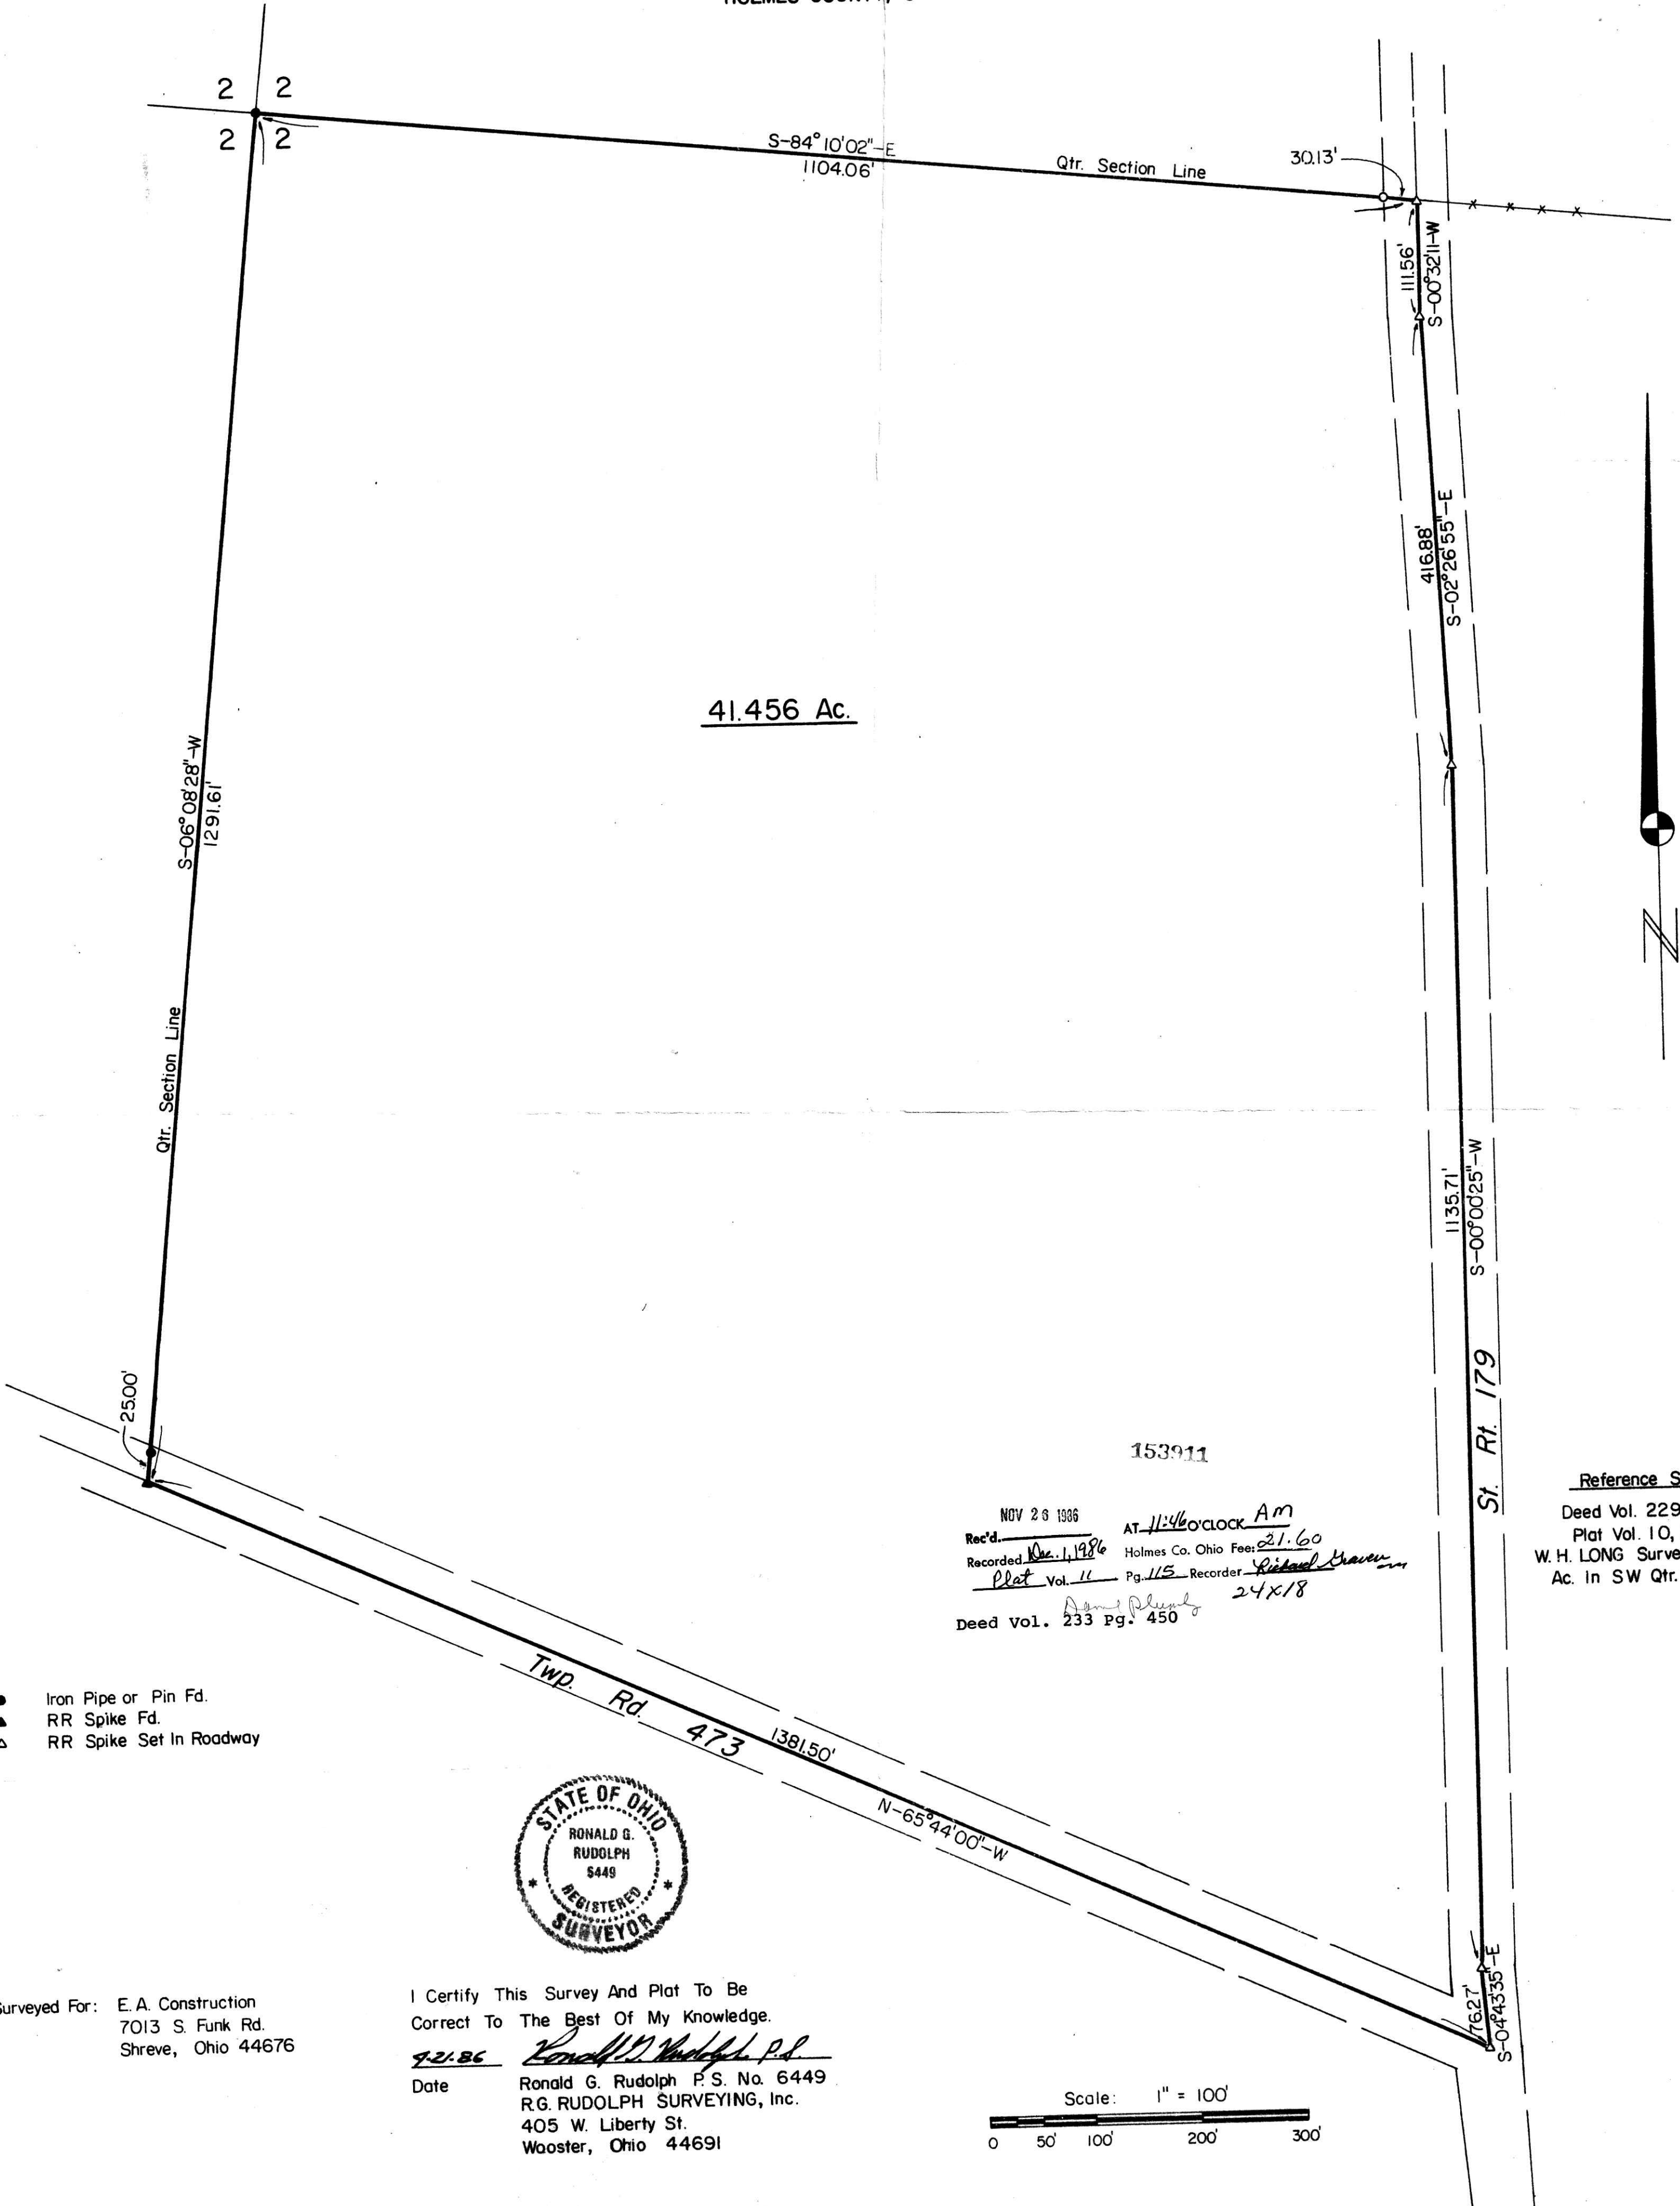 2 2
2 2
S-84°10'02"-E
1104.06'
Qtr. Section Line
30.13'
111.56'
S-00°32'11-W
416.88'
S-02°26'55"-E
41.456 Ac.
S-06°08'28"-W
1291.61'
Qtr. Section Line
1135.71'
S-00°00'25"-W
St. Rt. 179
N
25.00'
153911
NOV 28 1986 AT 11:46 O'CLOCK AM
Rec'd.
Recorded Dec. 1, 1986 Holmes Co. Ohio Fee: 21.60
Plat Vol. 11 Pg. 115 Recorder Richard Graven
24x18
Deed Vol. 233 Pg. 450
Reference S
Deed Vol. 229
Plat Vol. 10,
W. H. LONG Surve
Ac. In SW Qtr.
Twp. Rd. 473
1381.50'
N-65°44'00"-W
Iron Pipe or Pin Fd.
RR Spike Fd.
RR Spike Set In Roadway
STATE OF OHIO
RONALD G.
RUDOLPH
REGISTERED
SURVEYOR
76.27'
S-04°43'35"-E
Surveyed For: E. A. Construction
7013 S. Funk Rd.
Shreve, Ohio 44676
I Certify This Survey And Plat To Be
Correct To The Best Of My Knowledge.
Ronald G. Rudolph P.S.
Date
Ronald G. Rudolph P. S. No. 6449
R.G. RUDOLPH SURVEYING, Inc.
405 W. Liberty St.
Wooster, Ohio 44691
Scale: 1" = 100'
0 50' 100' 200' 300'